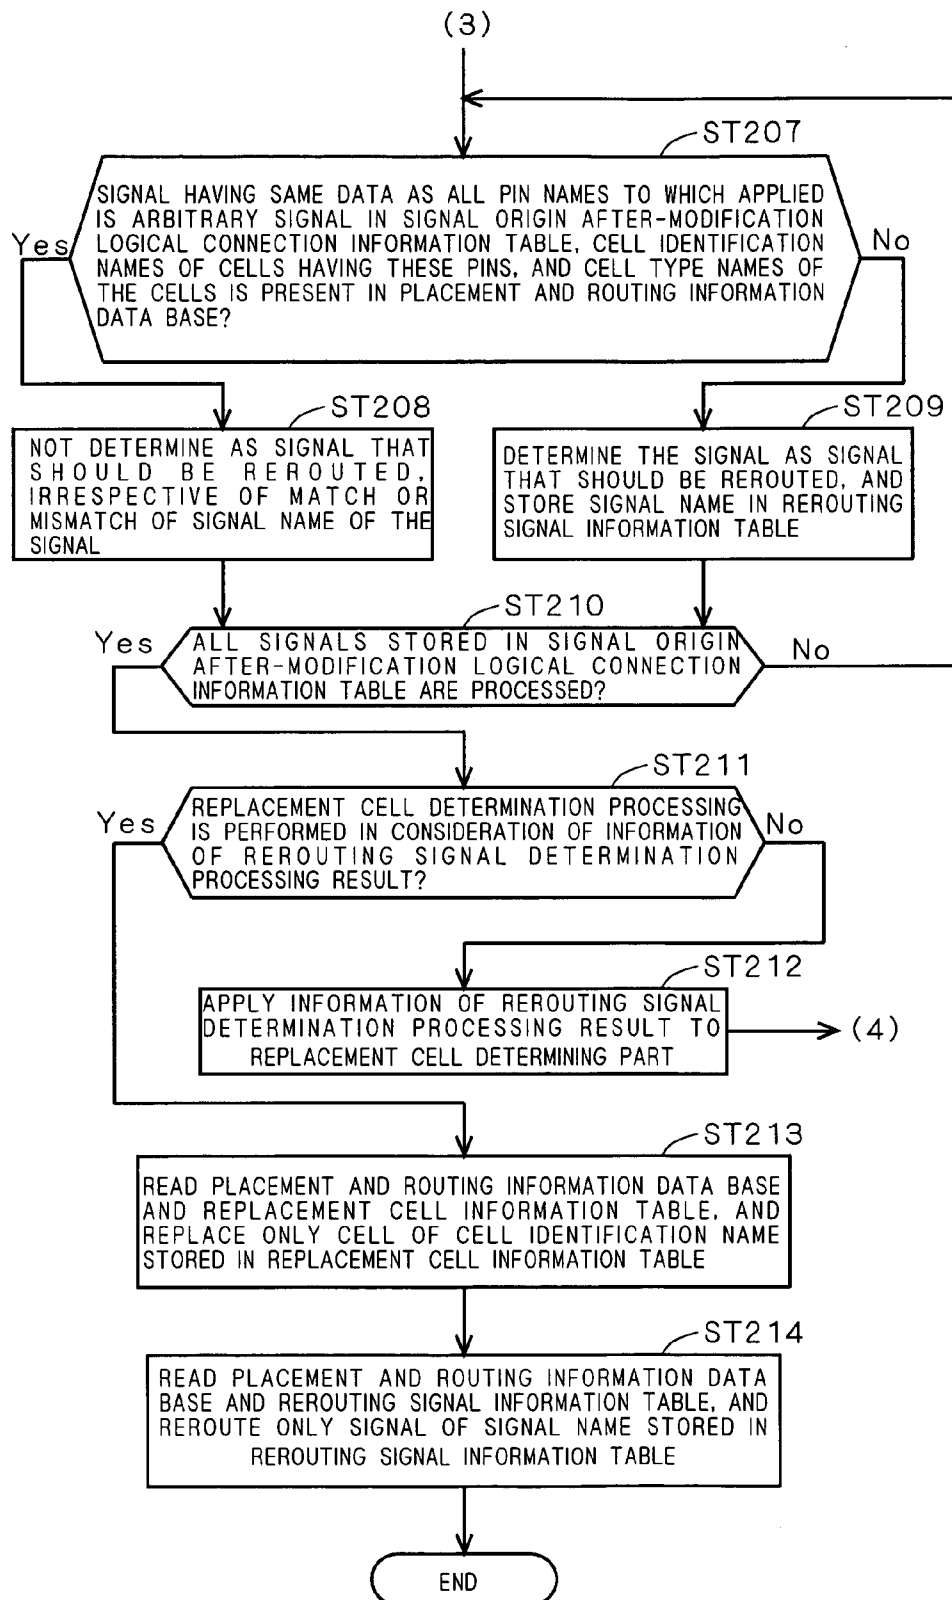 (3)
ST207
SIGNAL HAVING SAME DATA AS ALL PIN NAMES TO WHICH APPLIED
IS ARBITRARY SIGNAL IN SIGNAL ORIGIN AFTER-MODIFICATION
LOGICAL CONNECTION INFORMATION TABLE, CELL IDENTIFICATION
NAMES OF CELLS HAVING THESE PINS, AND CELL TYPE NAMES OF
THE CELLS IS PRESENT IN PLACEMENT AND ROUTING INFORMATION
DATA BASE?
Yes
No
ST208
NOT DETERMINE AS SIGNAL THAT
SHOULD BE REROUTED,
IRRESPECTIVE OF MATCH OR
MISMATCH OF SIGNAL NAME OF THE
SIGNAL
ST209
DETERMINE THE SIGNAL AS SIGNAL
THAT SHOULD BE REROUTED, AND
STORE SIGNAL NAME IN REROUTING
SIGNAL INFORMATION TABLE
ST210
Yes
ALL SIGNALS STORED IN SIGNAL ORIGIN
AFTER-MODIFICATION LOGICAL CONNECTION
INFORMATION TABLE ARE PROCESSED?
No
ST211
Yes
REPLACEMENT CELL DETERMINATION PROCESSING
IS PERFORMED IN CONSIDERATION OF INFORMATION
OF REROUTING SIGNAL DETERMINATION
PROCESSING RESULT?
No
ST212
APPLY INFORMATION OF REROUTING SIGNAL
DETERMINATION PROCESSING RESULT TO
REPLACEMENT CELL DETERMINING PART
(4)
ST213
READ PLACEMENT AND ROUTING INFORMATION DATA BASE
AND REPLACEMENT CELL INFORMATION TABLE, AND
REPLACE ONLY CELL OF CELL IDENTIFICATION NAME
STORED IN REPLACEMENT CELL INFORMATION TABLE
ST214
READ PLACEMENT AND ROUTING INFORMATION DATA
BASE AND REROUTING SIGNAL INFORMATION TABLE, AND
REROUTE ONLY SIGNAL OF SIGNAL NAME STORED IN
REROUTING SIGNAL INFORMATION TABLE
END